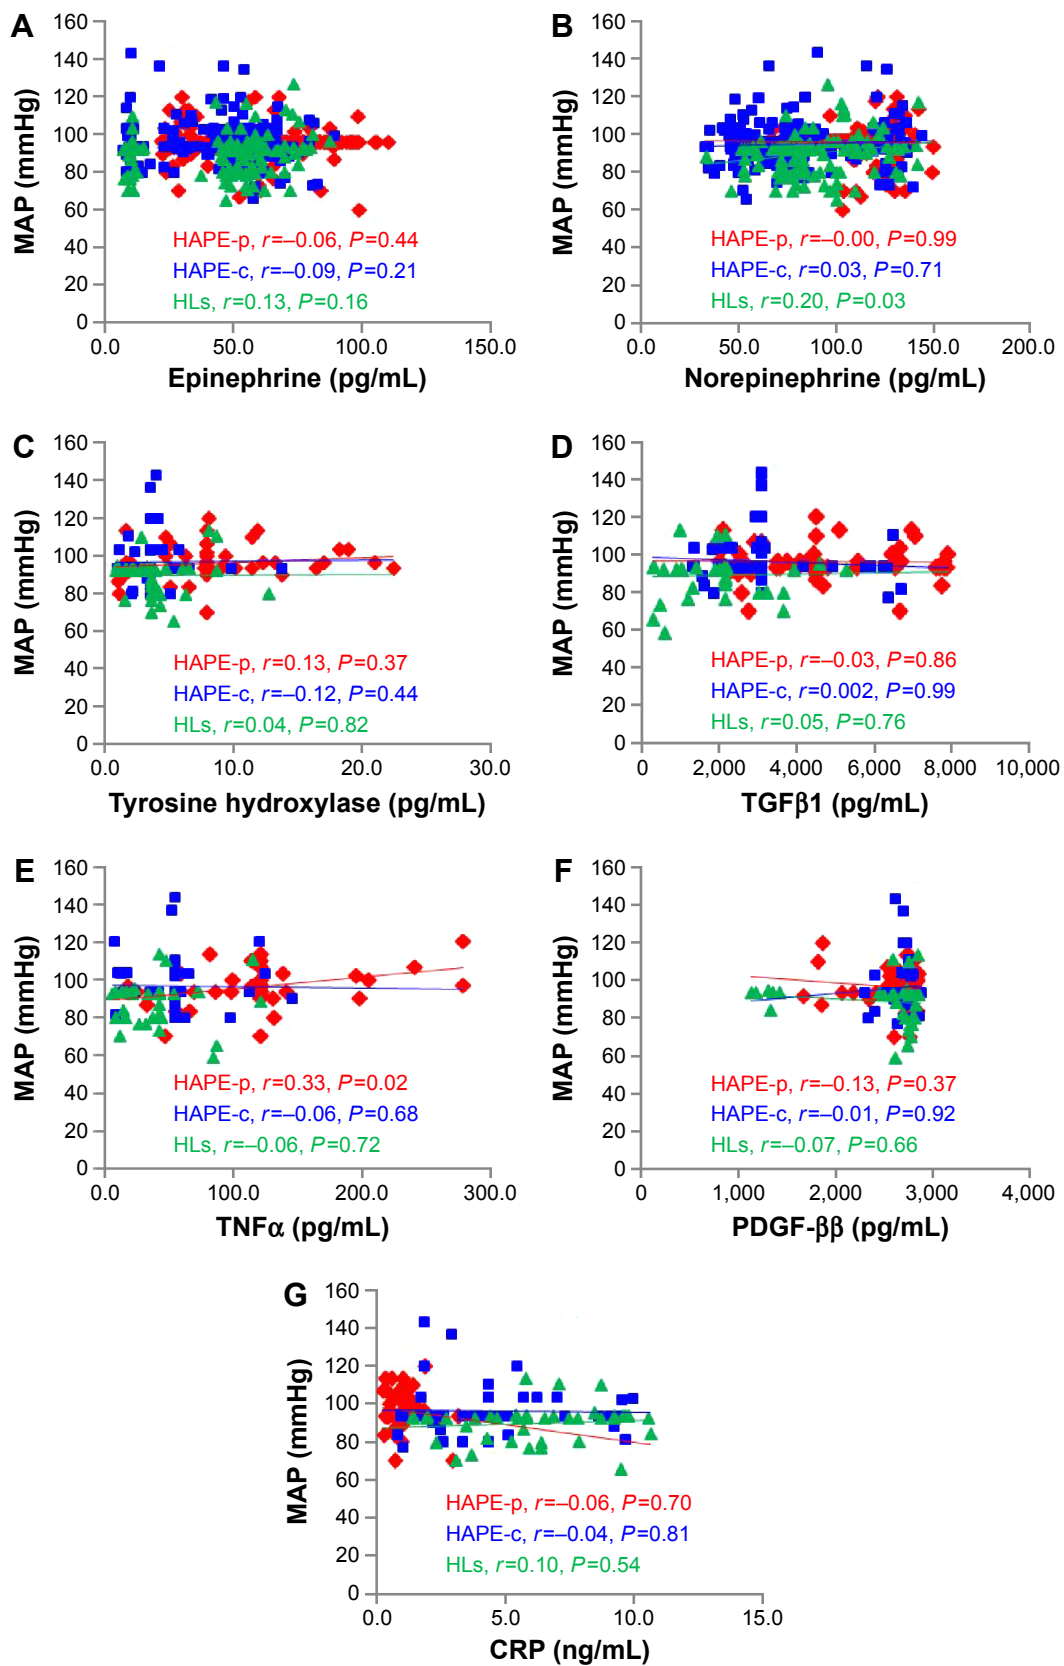 A
MAP (mmHg)
160
140
120
100
80
60
40
20
0
HAPE-p, r=–0.06, P=0.44
HAPE-c, r=–0.09, P=0.21
HLs, r=0.13, P=0.16
0.0 50.0 100.0 150.0
Epinephrine (pg/mL)
B
MAP (mmHg)
160
140
120
100
80
60
40
20
0
HAPE-p, r=–0.00, P=0.99
HAPE-c, r=0.03, P=0.71
HLs, r=0.20, P=0.03
0.0 50.0 100.0 150.0 200.0
Norepinephrine (pg/mL)
C
MAP (mmHg)
160
140
120
100
80
60
40
20
0
HAPE-p, r=0.13, P=0.37
HAPE-c, r=–0.12, P=0.44
HLs, r=0.04, P=0.82
0.0 10.0 20.0 30.0
Tyrosine hydroxylase (pg/mL)
D
MAP (mmHg)
160
140
120
100
80
60
40
20
0
HAPE-p, r=–0.03, P=0.86
HAPE-c, r=0.002, P=0.99
HLs, r=0.05, P=0.76
0 2,000 4,000 6,000 8,000 10,000
TGFβ1 (pg/mL)
E
MAP (mmHg)
160
140
120
100
80
60
40
20
0
HAPE-p, r=0.33, P=0.02
HAPE-c, r=–0.06, P=0.68
HLs, r=–0.06, P=0.72
0.0 100.0 200.0 300.0
TNFα (pg/mL)
F
MAP (mmHg)
160
140
120
100
80
60
40
20
0
HAPE-p, r=–0.13, P=0.37
HAPE-c, r=–0.01, P=0.92
HLs, r=–0.07, P=0.66
0 1,000 2,000 3,000 4,000
PDGF-ββ (pg/mL)
G
MAP (mmHg)
160
140
120
100
80
60
40
20
0
HAPE-p, r=–0.06, P=0.70
HAPE-c, r=–0.04, P=0.81
HLs, r=0.10, P=0.54
0.0 5.0 10.0 15.0
CRP (ng/mL)